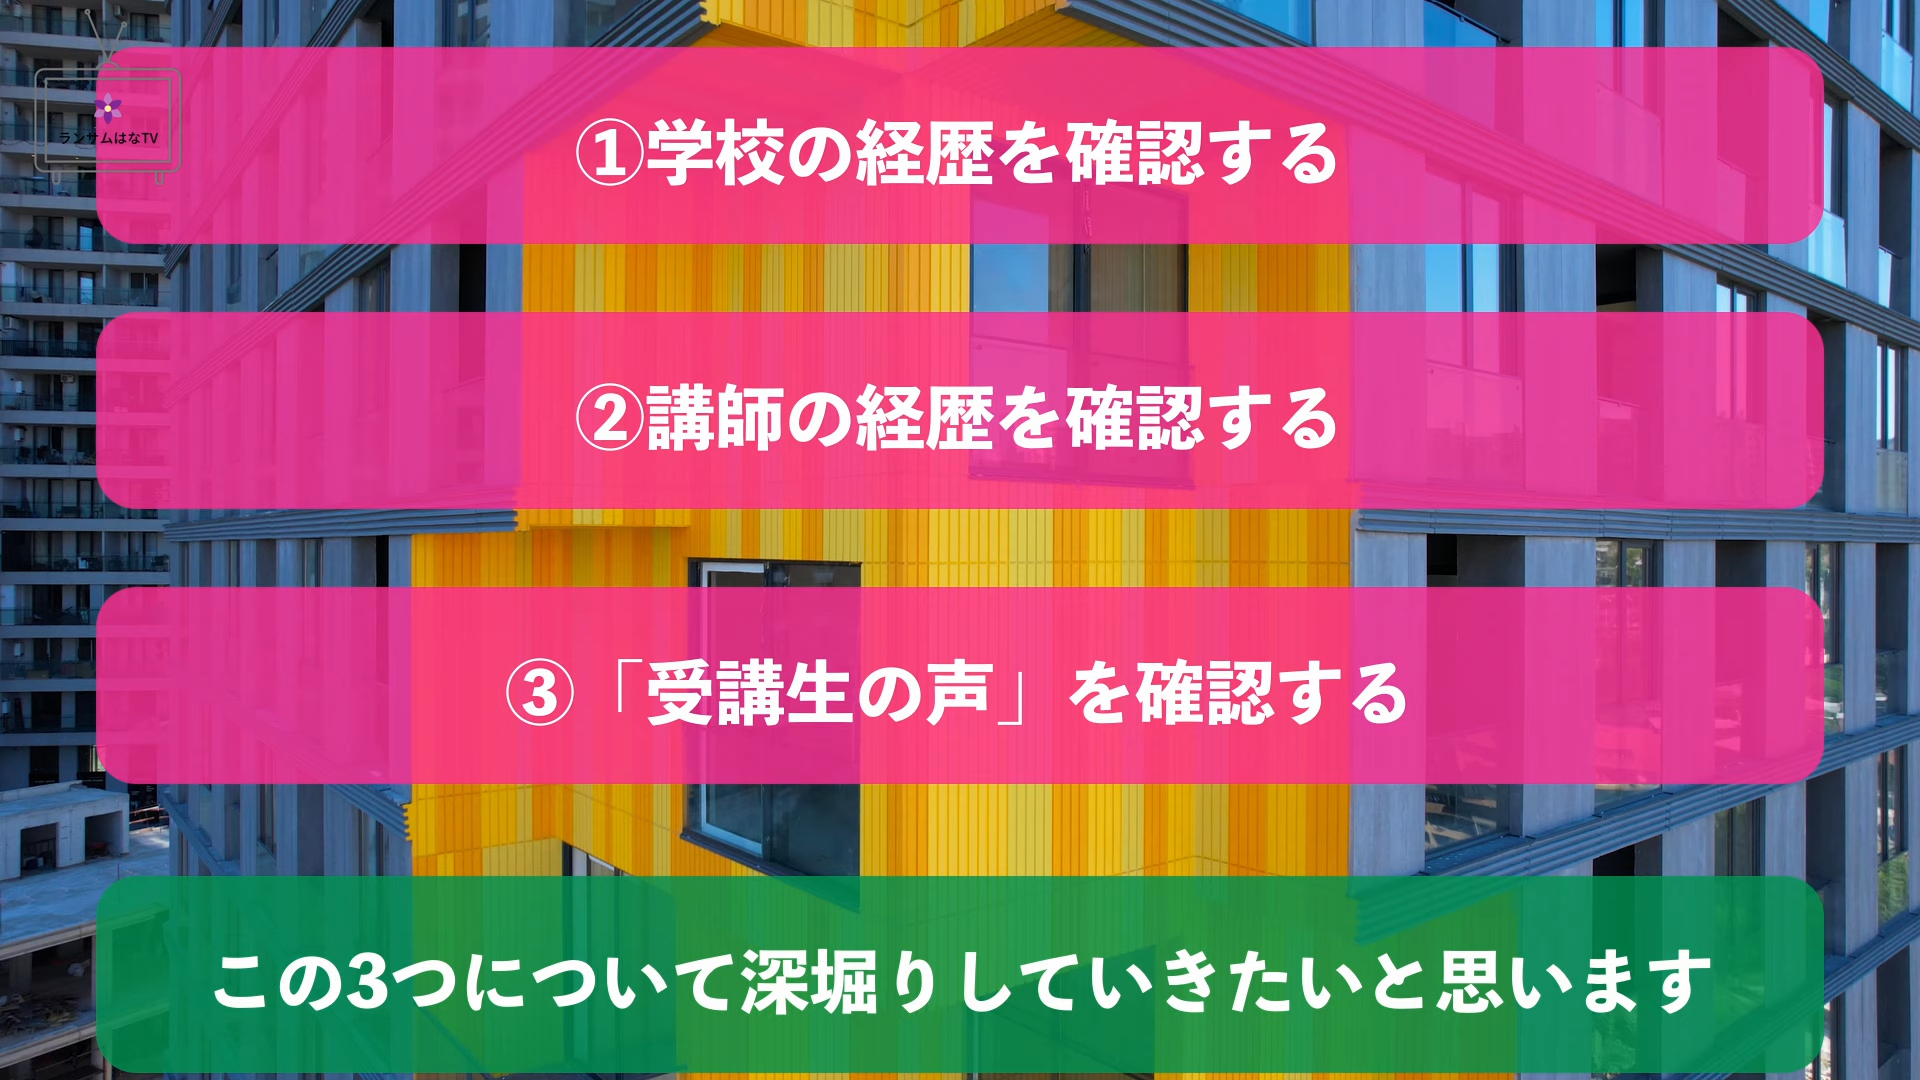 ランサムはなTV
①学校の経歴を確認する
②講師の経歴を確認する
③「受講生の声」を確認する
この3つについて深堀りしていきたいと思います